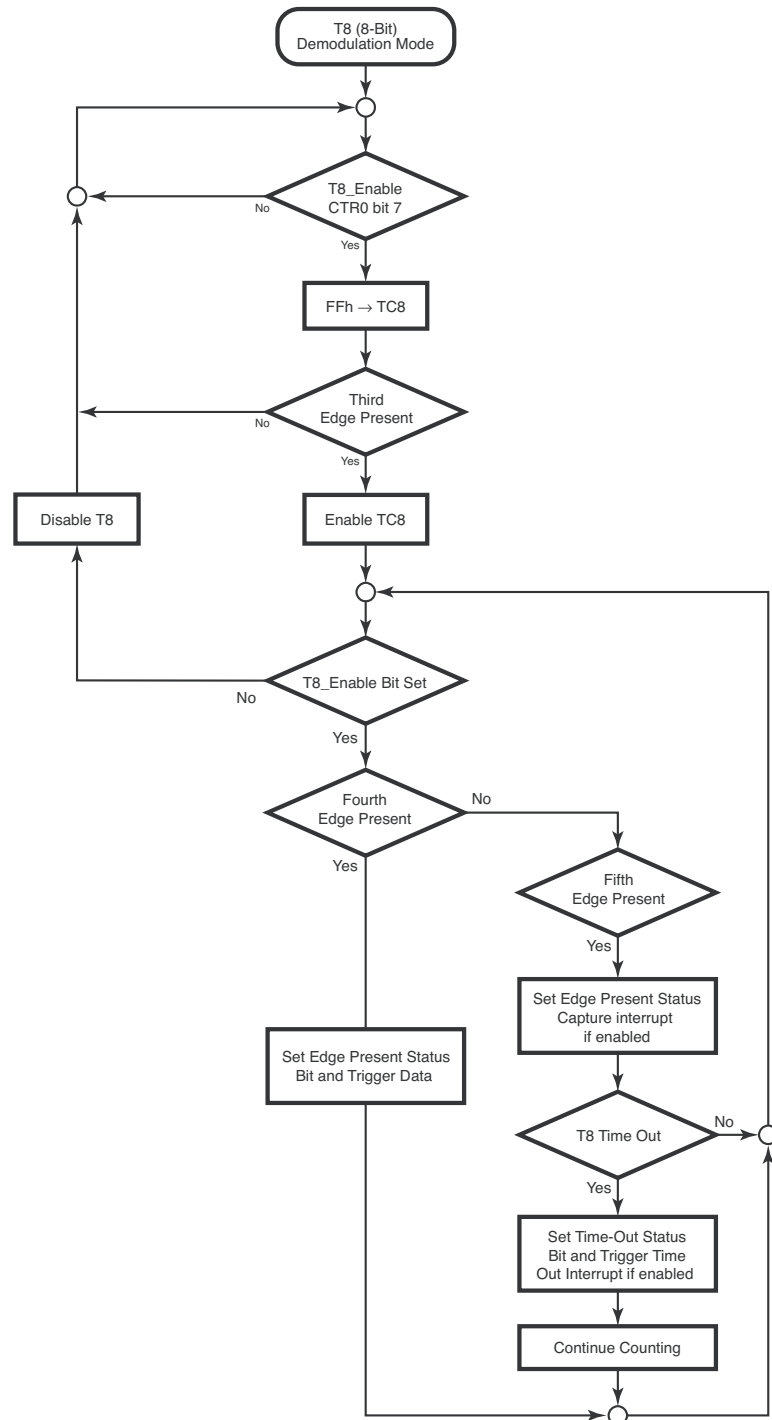 T8 (8-Bit)
Demodulation Mode
T8_Enable
CTR0 bit 7
No
Yes
FFh → TC8
Third
Edge Present
No
Yes
Disable T8
Enable TC8
T8_Enable Bit Set
No
Yes
Fourth
Edge Present
No
Yes
Fifth
Edge Present
Yes
Set Edge Present Status
Capture interrupt
if enabled
Set Edge Present Status
Bit and Trigger Data
T8 Time Out
No
Yes
Set Time-Out Status
Bit and Trigger Time
Out Interrupt if enabled
Continue Counting